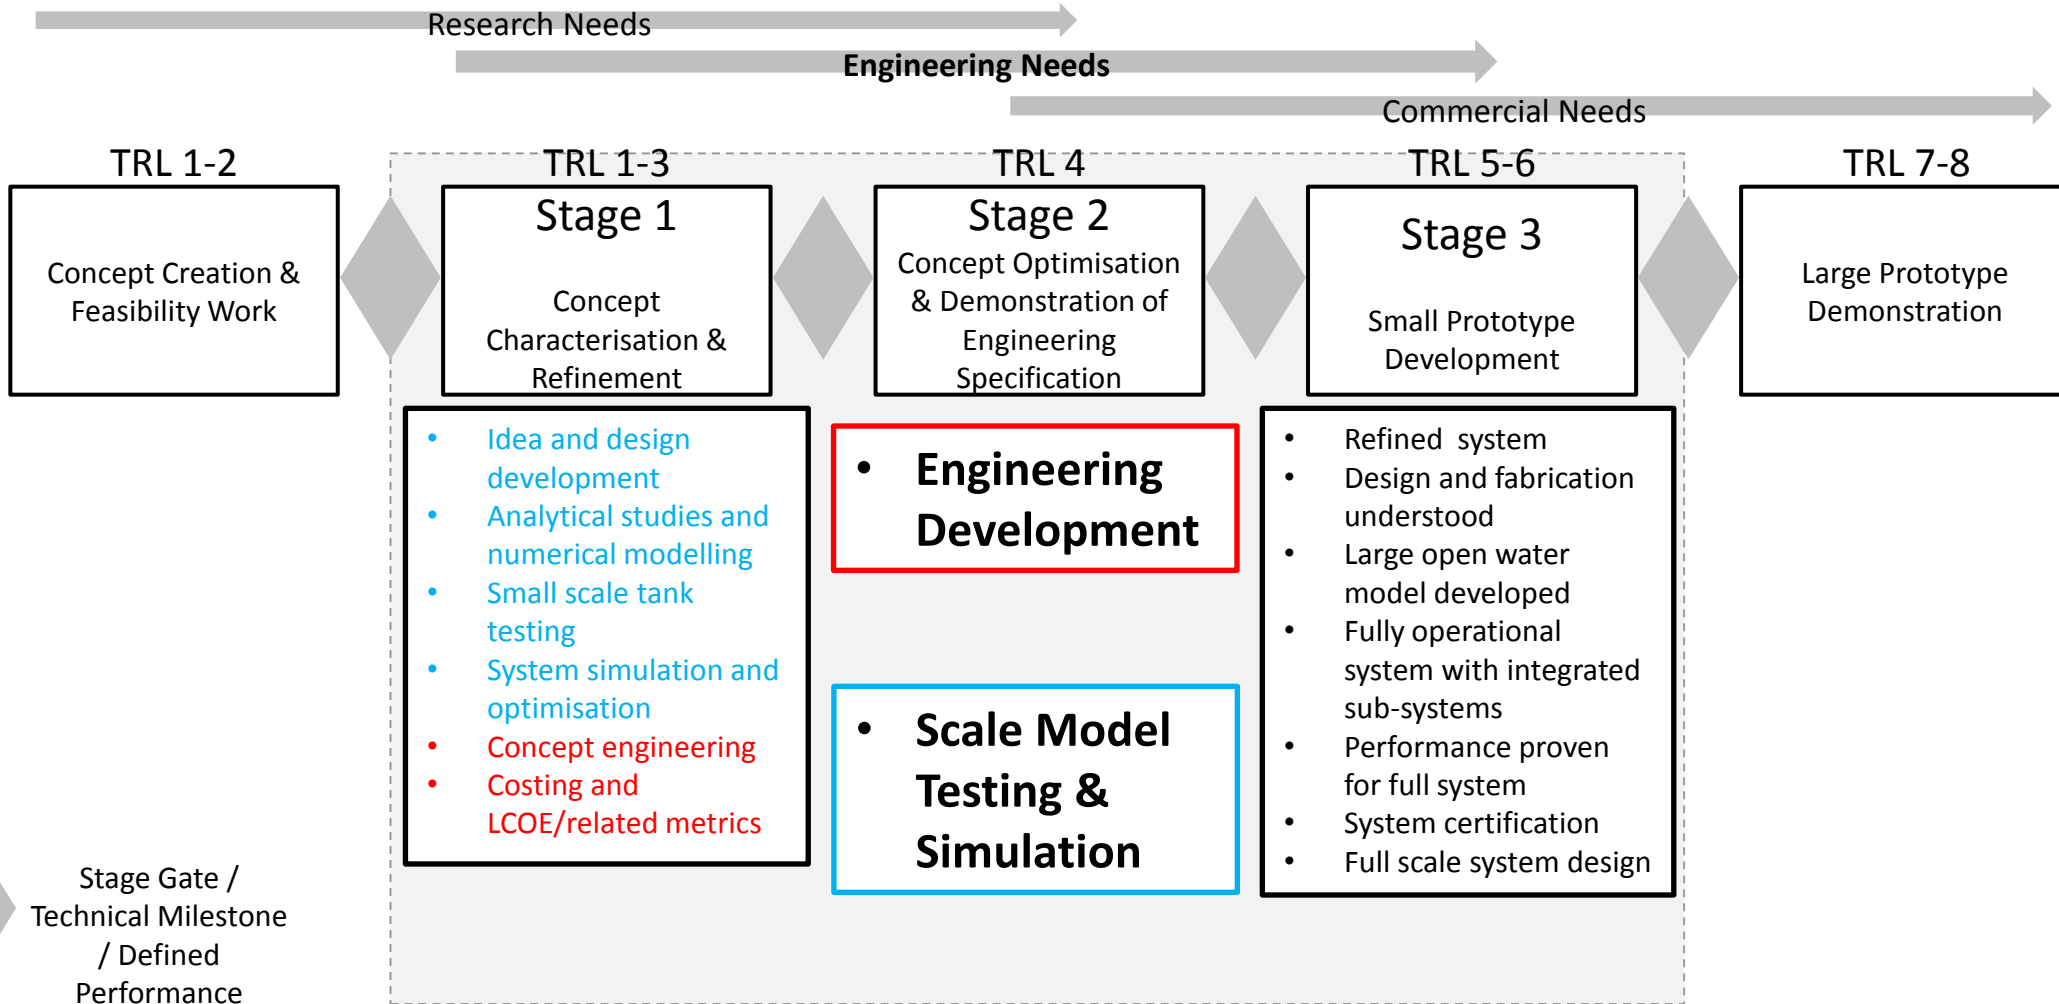 Research Needs
Engineering Needs
Commercial Needs
TRL 1-2
TRL 1-3
TRL 4
TRL 5-6
TRL 7-8
Concept Creation &
Feasibility Work
Stage 1
Concept
Characterisation &
Refinement
Stage 2
Concept Optimisation
& Demonstration of
Engineering
Specification
Stage 3
Small Prototype
Development
Large Prototype
Demonstration
• Idea and design
development
• Analytical studies and
numerical modelling
• Small scale tank
testing
• System simulation and
optimisation
• Concept engineering
• Costing and
LCOE/related metrics
• Engineering
Development
• Scale Model
Testing &
Simulation
• Refined system
• Design and fabrication
understood
• Large open water
model developed
• Fully operational
system with integrated
sub-systems
• Performance proven
for full system
• System certification
• Full scale system design
Stage Gate /
Technical Milestone
/ Defined
Performance